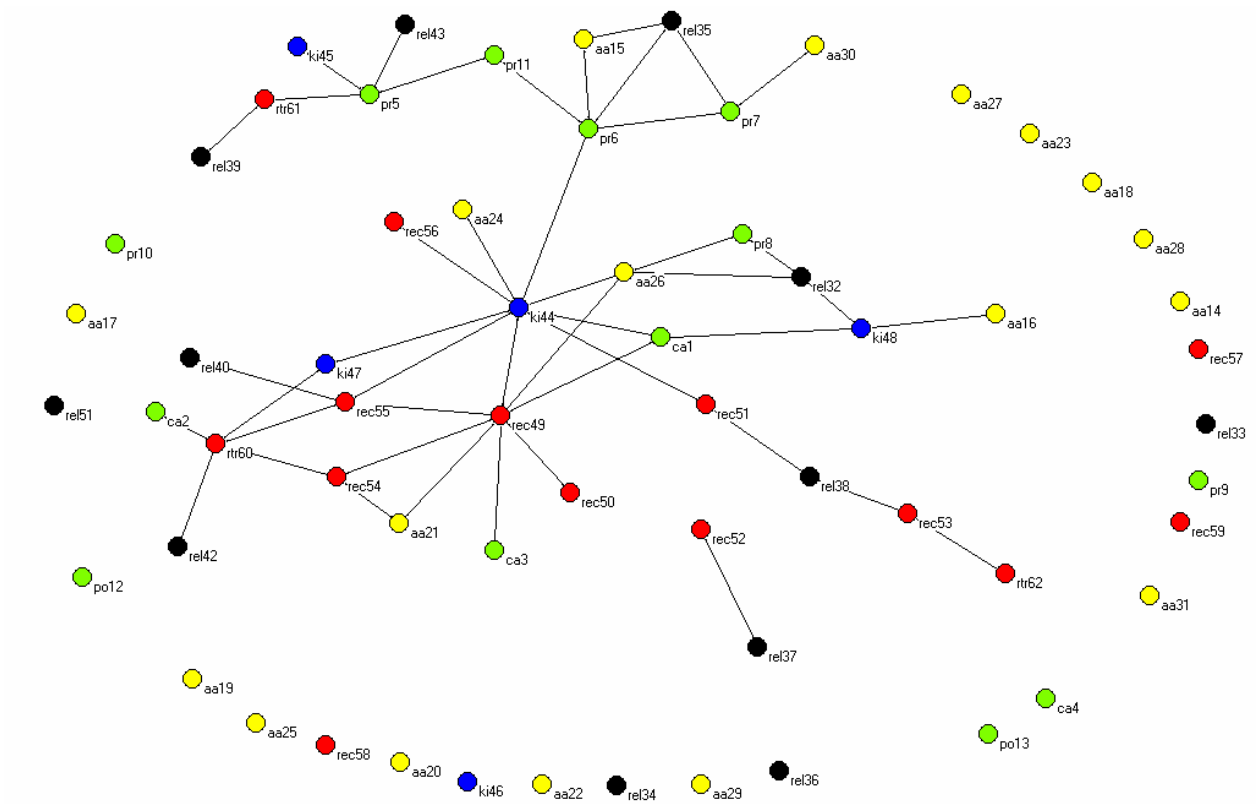 rel43
rel35
aa15
ki45
aa30
pr11
pr5
rtr61
aa27
pr7
pr6
aa23
rel39
aa18
aa24
rec56
pr8
aa28
pr10
aa26
rel32
aa14
ki44
aa17
aa16
ki48
ca1
rec57
rel40
ki47
rec55
rec51
rel51
ca2
rec49
rel33
rtr60
rec54
rel38
pr9
rec50
rec53
aa21
rec59
rec52
rel42
ca3
rtr62
po12
aa31
rel37
aa19
ca4
aa25
po13
rec58
aa20
rel36
ki46
aa22
rel34
aa29